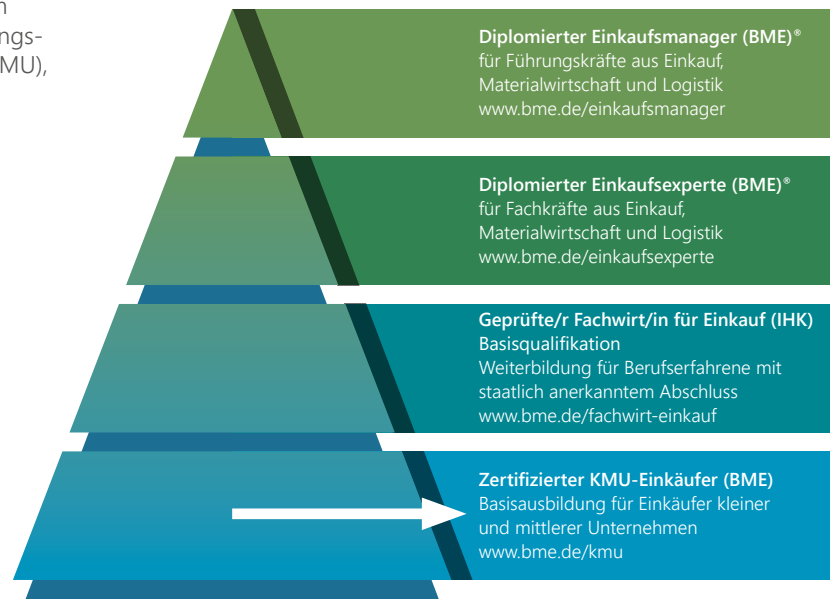 n
ngs-
MU),
Diplomierter Einkaufsmanager (BME)®
für Führungskräfte aus Einkauf,
Materialwirtschaft und Logistik
www.bme.de/einkaufsmanager
Diplomierter Einkaufsexperte (BME)®
für Fachkräfte aus Einkauf,
Materialwirtschaft und Logistik
www.bme.de/einkaufsexperte
Geprüfte/r Fachwirt/in für Einkauf (IHK)
Basisqualifikation
Weiterbildung für Berufserfahrene mit
staatlich anerkanntem Abschluss
www.bme.de/fachwirt-einkauf
Zertifizierter KMU-Einkäufer (BME)
Basisausbildung für Einkäufer kleiner
und mittlerer Unternehmen
www.bme.de/kmu